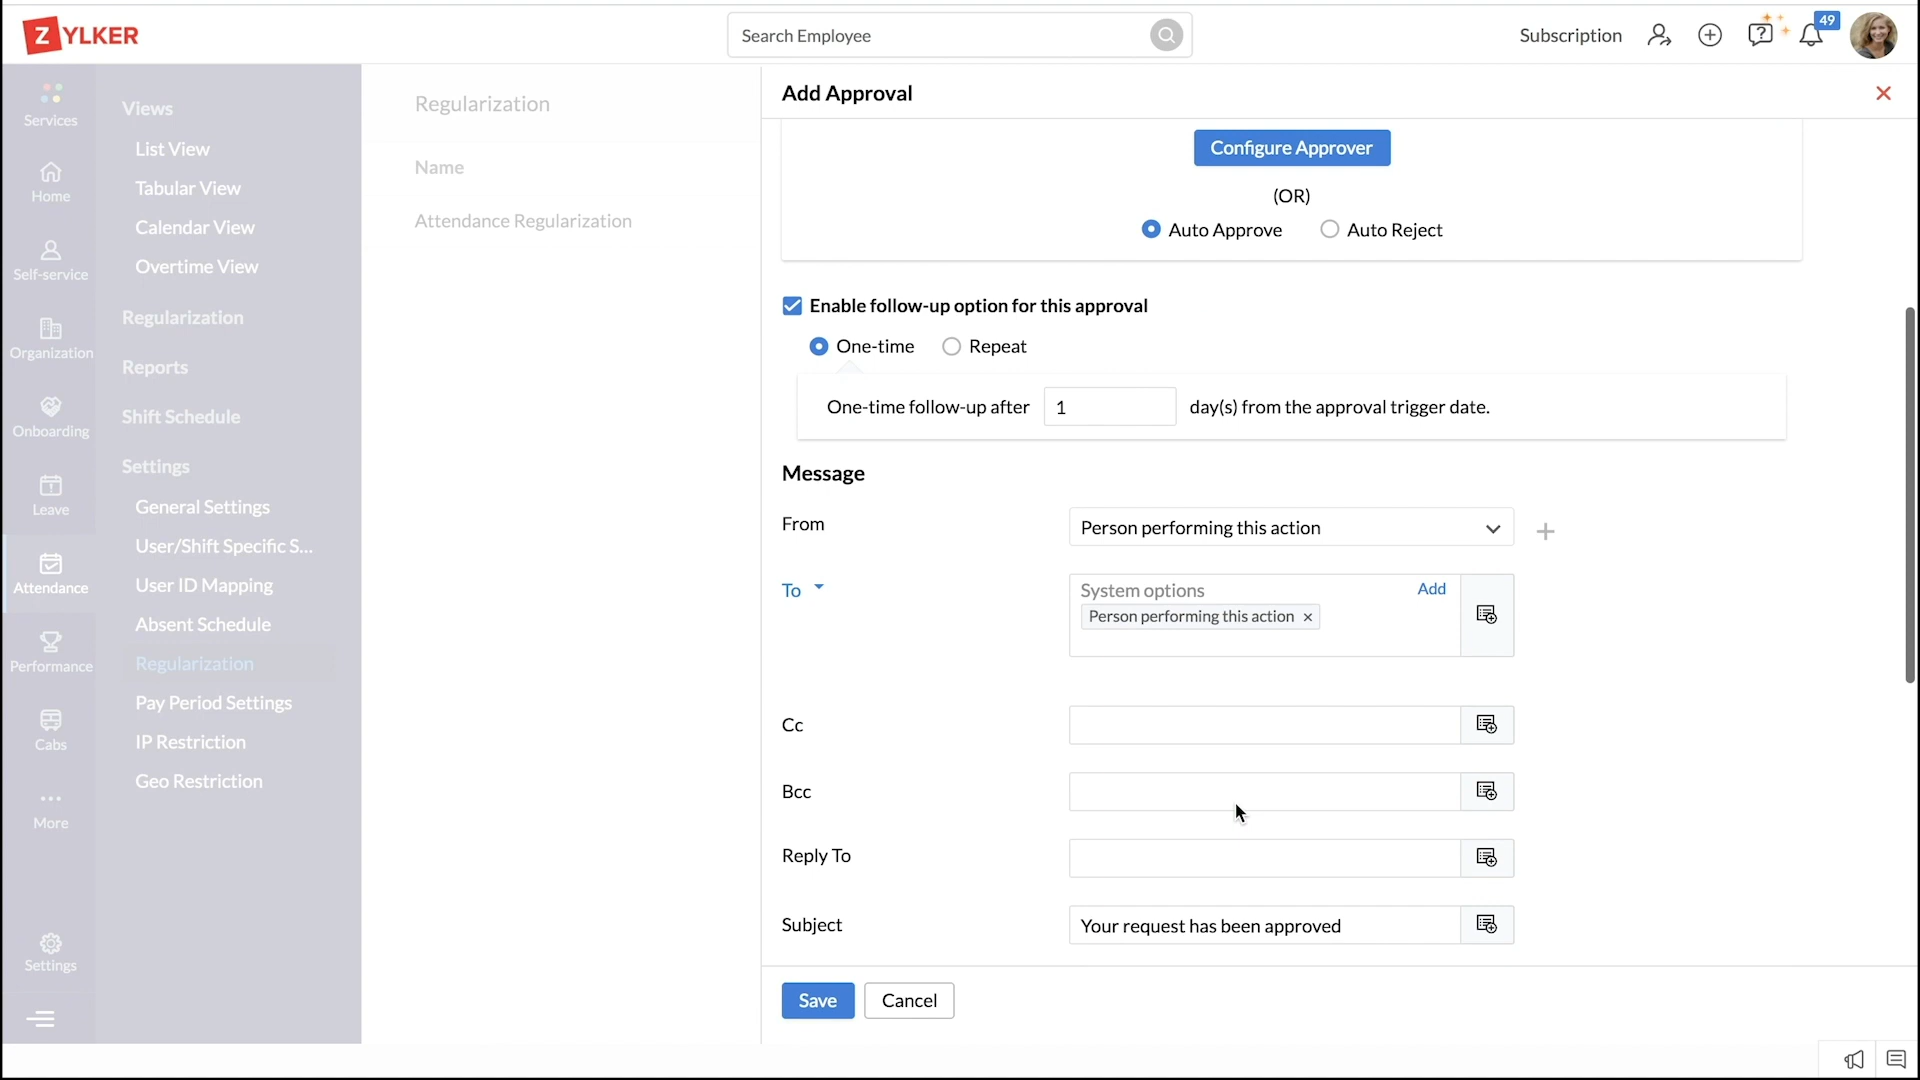 ZYLKER
Search Employee
Subscription
49
Services
Home
Self-service
Organization
Onboarding
Leave
Attendance
Performance
Cabs
More
Settings
Views
List View
Tabular View
Calendar View
Overtime View
Regularization
Reports
Shift Schedule
Settings
General Settings
User/Shift Specific S...
User ID Mapping
Absent Schedule
Regularization
Pay Period Settings
IP Restriction
Geo Restriction
Regularization
Name
Attendance Regularization
Add Approval
Configure Approver
(OR)
Auto Approve Auto Reject
Enable follow-up option for this approval
One-time Repeat
One-time follow-up after 1 day(s) from the approval trigger date.
Message
From Person performing this action
To System options Add
Person performing this action ×
Cc
Bcc
Reply To
Subject Your request has been approved
Save Cancel